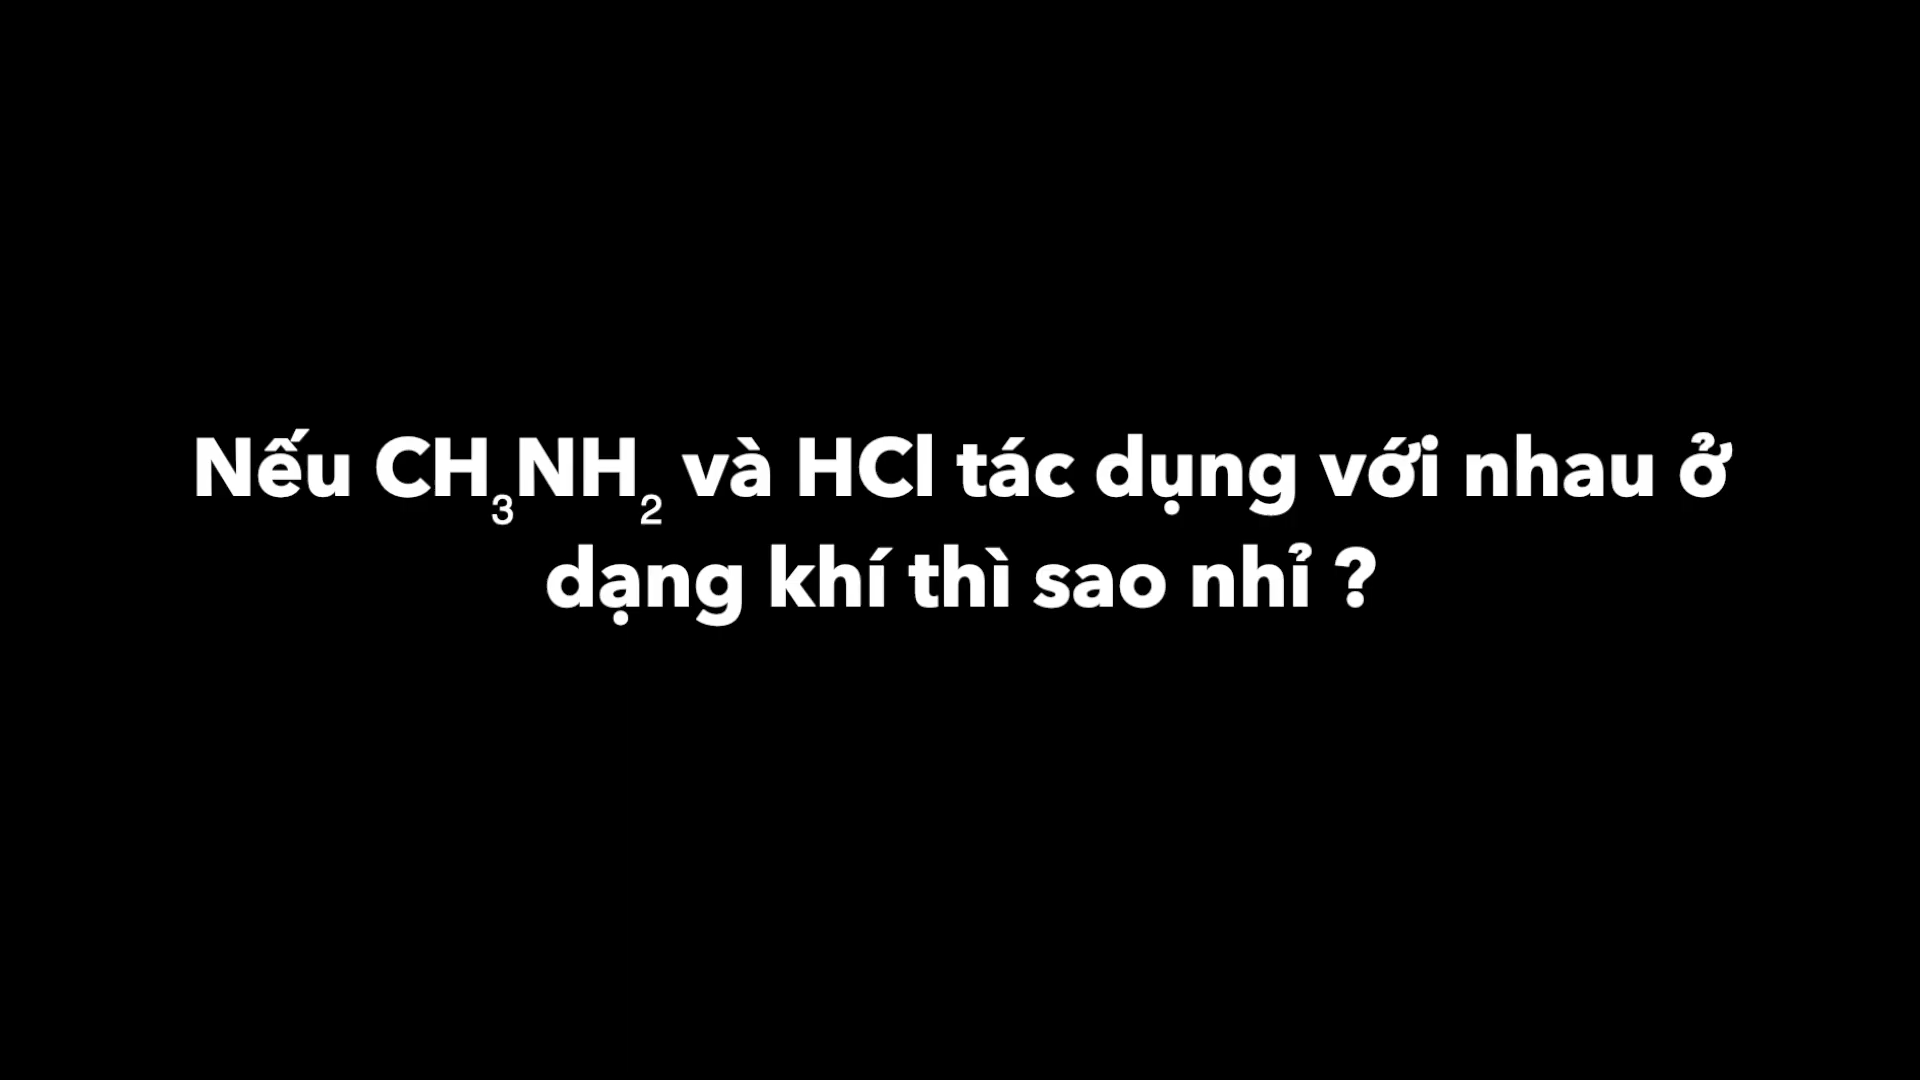 Nếu CH₃NH₂ và HCl tác dụng với nhau ở
dạng khí thì sao nhỉ ?